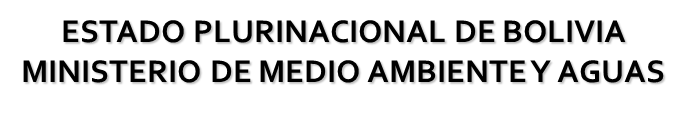 ESTADO PLURINACIONAL DE BOLIVIA
MINISTERIO DE MEDIO AMBIENTE Y AGUAS